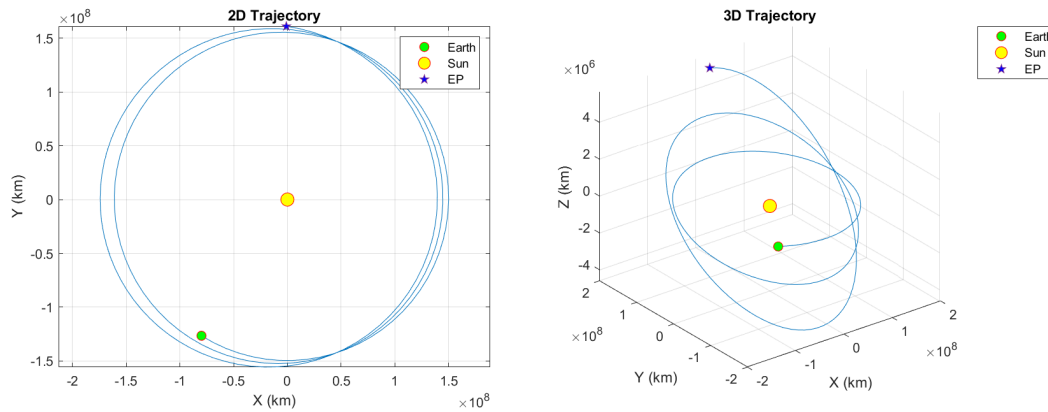 2D Trajectory
×10^8
1.5
1
0.5
0
-0.5
-1
-1.5
Y (km)
-2
-1.5
-1
-0.5
0
0.5
1
1.5
×10^8
X (km)
Earth
Sun
EP
3D Trajectory
×10^6
4
2
0
-2
-4
Z (km)
2
1
0
-1
-2
×10^8
Y (km)
-2
-1
0
1
2
×10^8
X (km)
Earth
Sun
EP